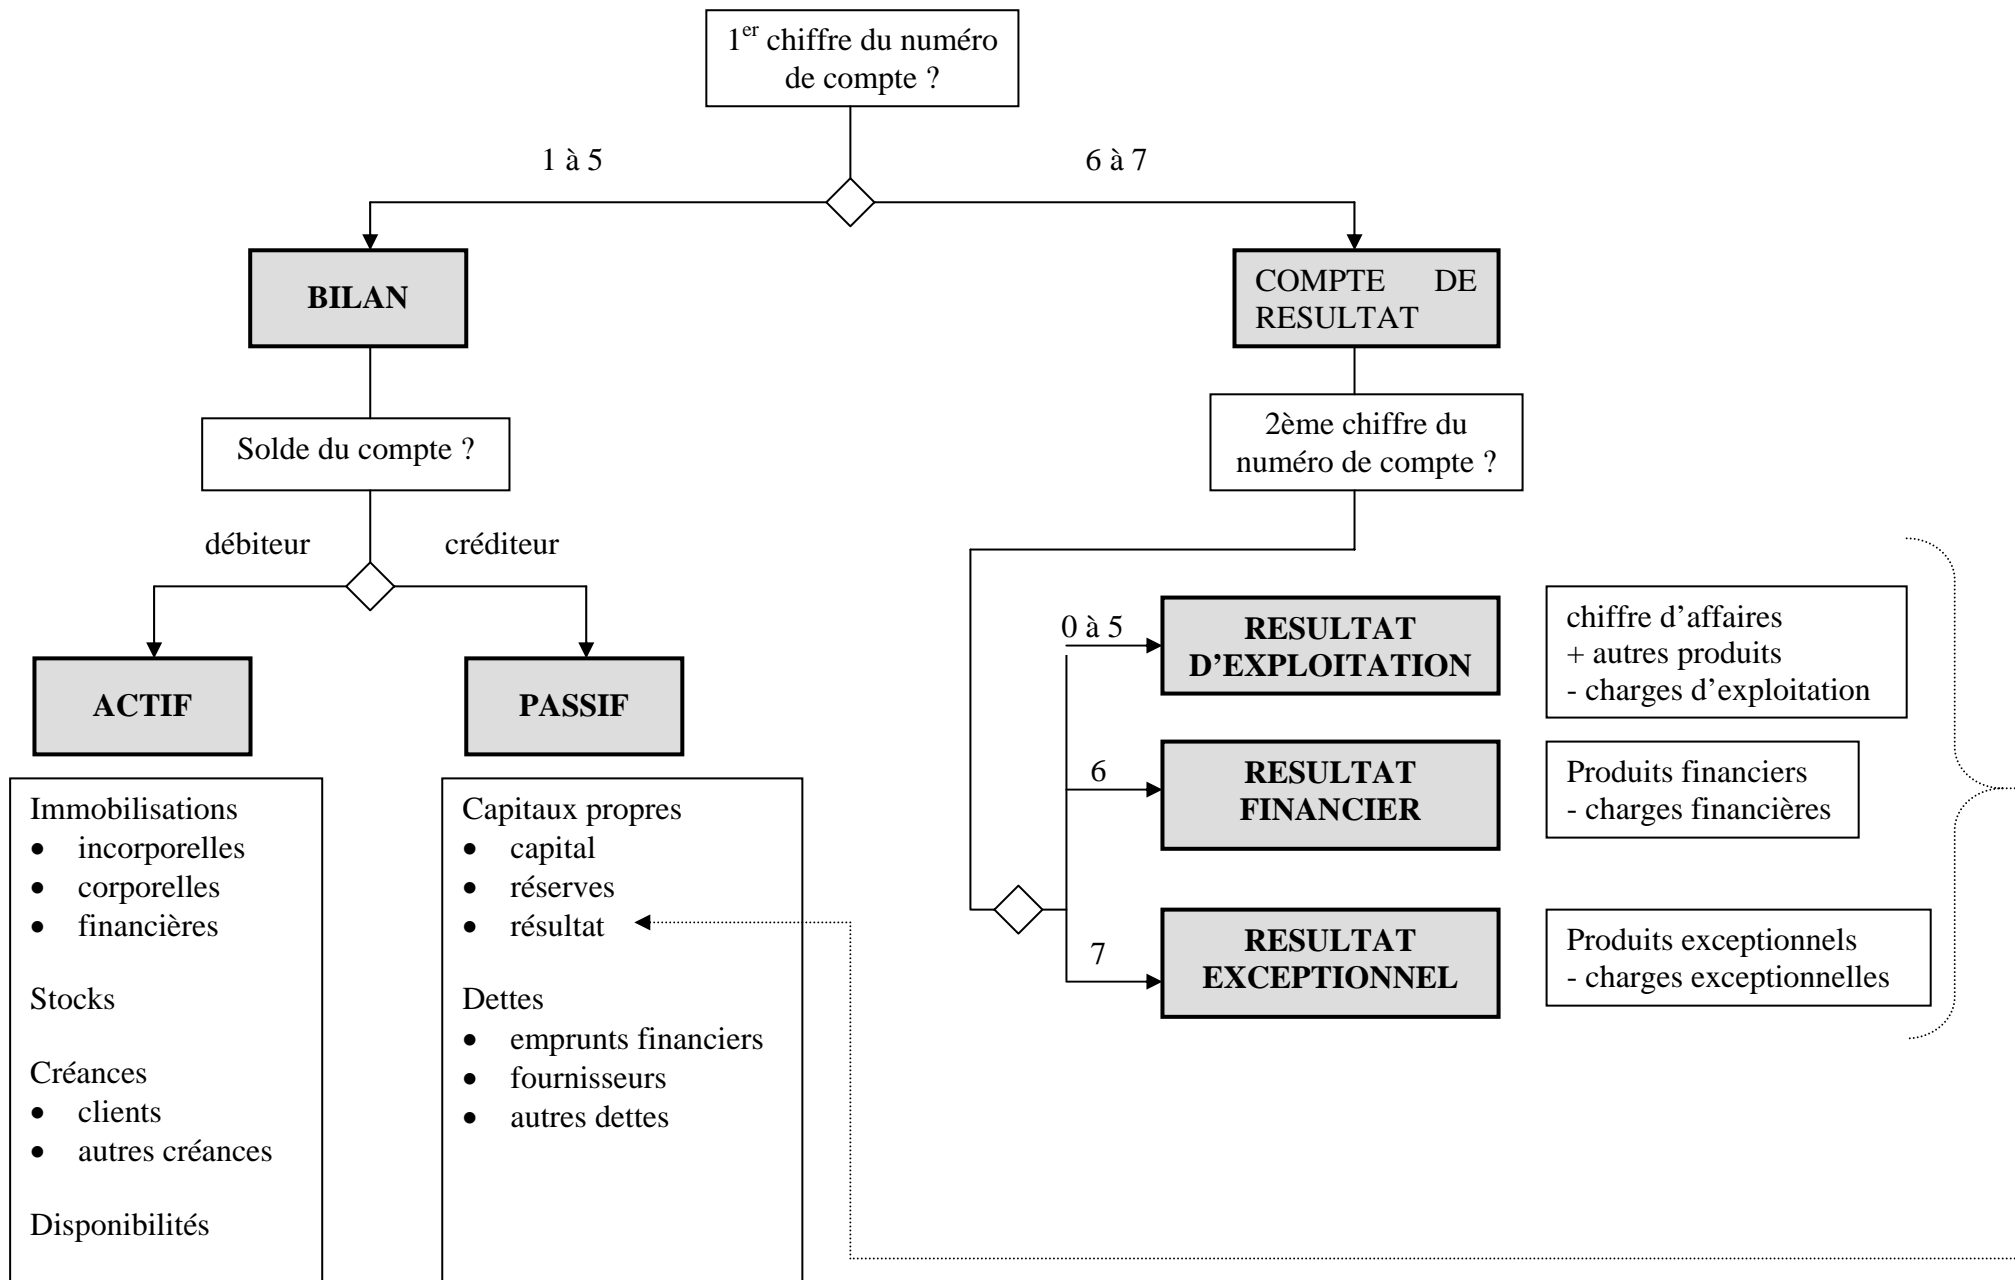 1er chiffre du numéro
de compte ?
1 à 5
6 à 7
BILAN
COMPTE DE
RESULTAT
Solde du compte ?
2ème chiffre du
numéro de compte ?
débiteur
créditeur
ACTIF
PASSIF
Immobilisations
• incorporelles
• corporelles
• financières
Stocks
Créances
• clients
• autres créances
Disponibilités
Capitaux propres
• capital
• réserves
• résultat
Dettes
• emprunts financiers
• fournisseurs
• autres dettes
0 à 5
RESULTAT
D’EXPLOITATION
chiffre d’affaires
+ autres produits
- charges d’exploitation
6
RESULTAT
FINANCIER
Produits financiers
- charges financières
7
RESULTAT
EXCEPTIONNEL
Produits exceptionnels
- charges exceptionnelles